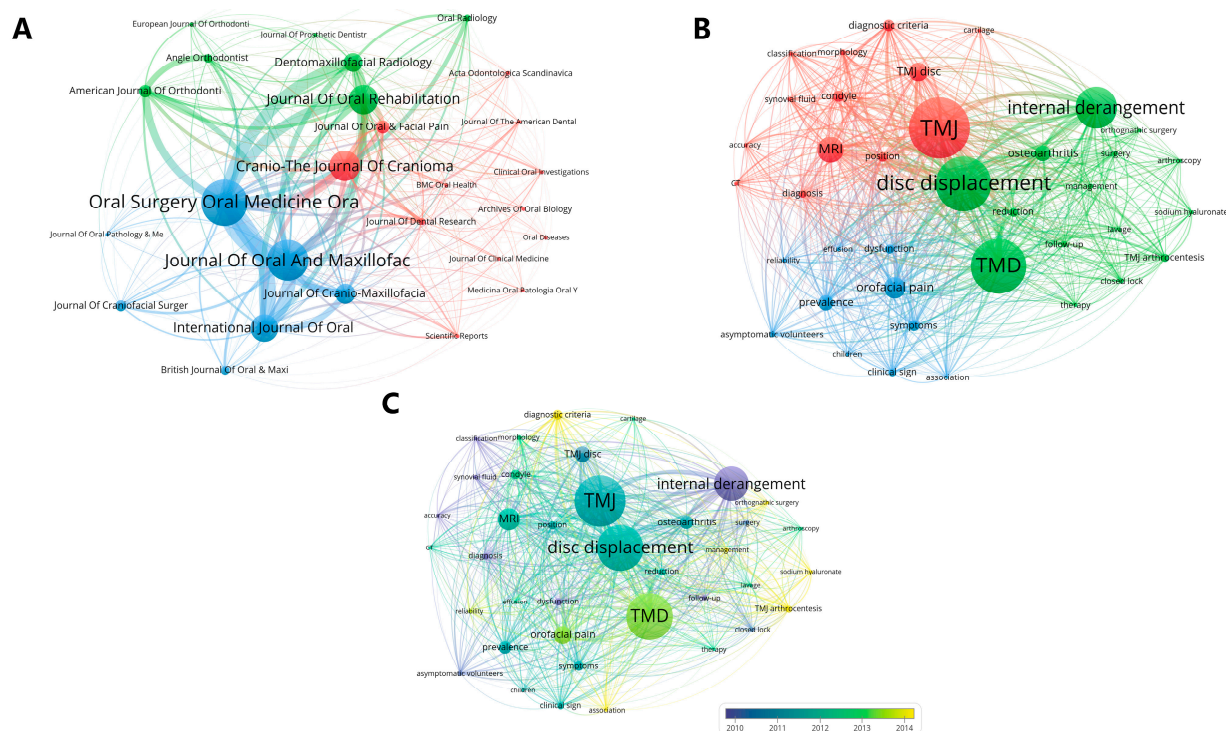 A
European Journal Of Orthodonti
Oral Radiology
Journal Of Prosthetic Dentistr
Angle Orthodontist
Dentomaxillofacial Radiology
Acta Odontologica Scandinavica
American Journal Of Orthodonti
Journal Of Oral Rehabilitation
Journal Of Oral & Facial Pain
Journal Of The American Dental
Cranio-The Journal Of Cranioma
Clinical Oral Investigations
BMC Oral Health
Oral Surgery Oral Medicine Ora
Archives Of Oral Biology
Journal Of Dental Research
Journal Of Oral Pathology & Me
Oral Diseases
Journal Of Oral And Maxillofac
Journal Of Clinical Medicine
Journal Of Cranio-Maxillofacia
Medicina Oral Patologia Oral Y
Journal Of Craniofacial Surger
International Journal Of Oral
Scientific Reports
British Journal Of Oral & Maxi
B
diagnostic criteria
cartilage
classification
morphology
TMJ disc
synovial fluid
condyle
internal derangement
TMJ
orthognathic surgery
accuracy
MRI
position
osteoarthritis
surgery
arthroscopy
CT
disc displacement
management
diagnosis
reduction
sodium hyaluronate
lavage
effusion
dysfunction
follow-up
reliability
TMD
TMJ arthrocentesis
orofacial pain
closed lock
prevalence
therapy
symptoms
asymptomatic volunteers
children
clinical sign
association
C
diagnostic criteria
cartilage
classification
morphology
TMJ disc
synovial fluid
condyle
internal derangement
TMJ
orthognathic surgery
accuracy
MRI
position
osteoarthritis
surgery
arthroscopy
CT
disc displacement
management
diagnosis
reduction
sodium hyaluronate
lavage
effusion
dysfunction
follow-up
reliability
TMD
TMJ arthrocentesis
orofacial pain
closed lock
prevalence
therapy
symptoms
asymptomatic volunteers
children
clinical sign
association
2010 2011 2012 2013 2014